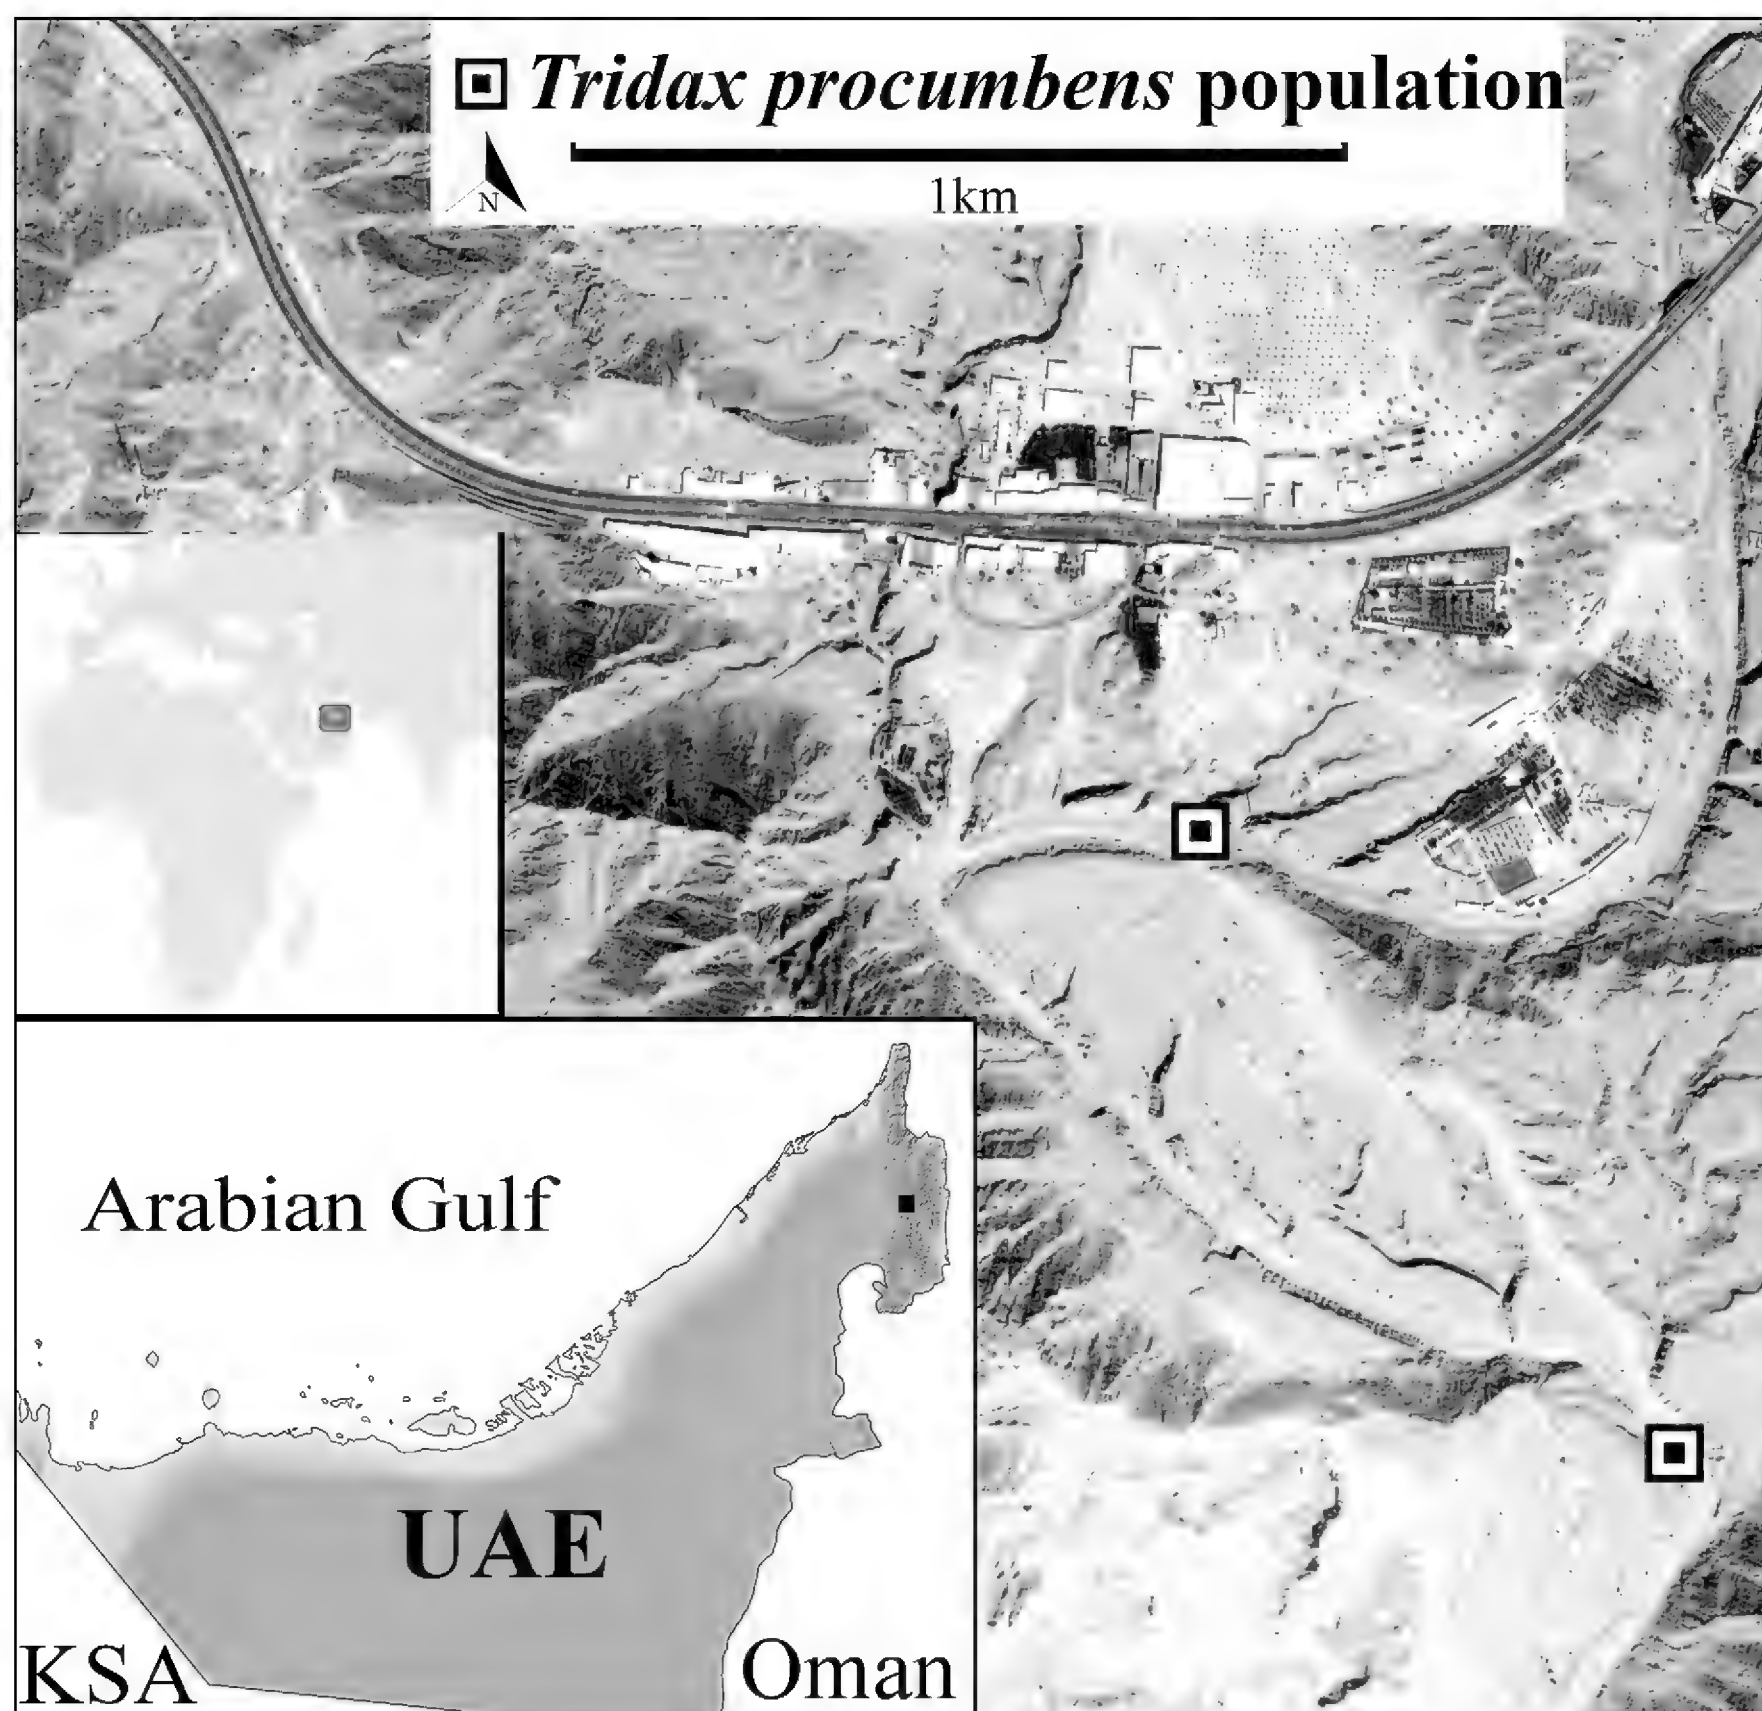 Tridax procumbens population
N
1km
Arabian Gulf
UAE
KSA
Oman